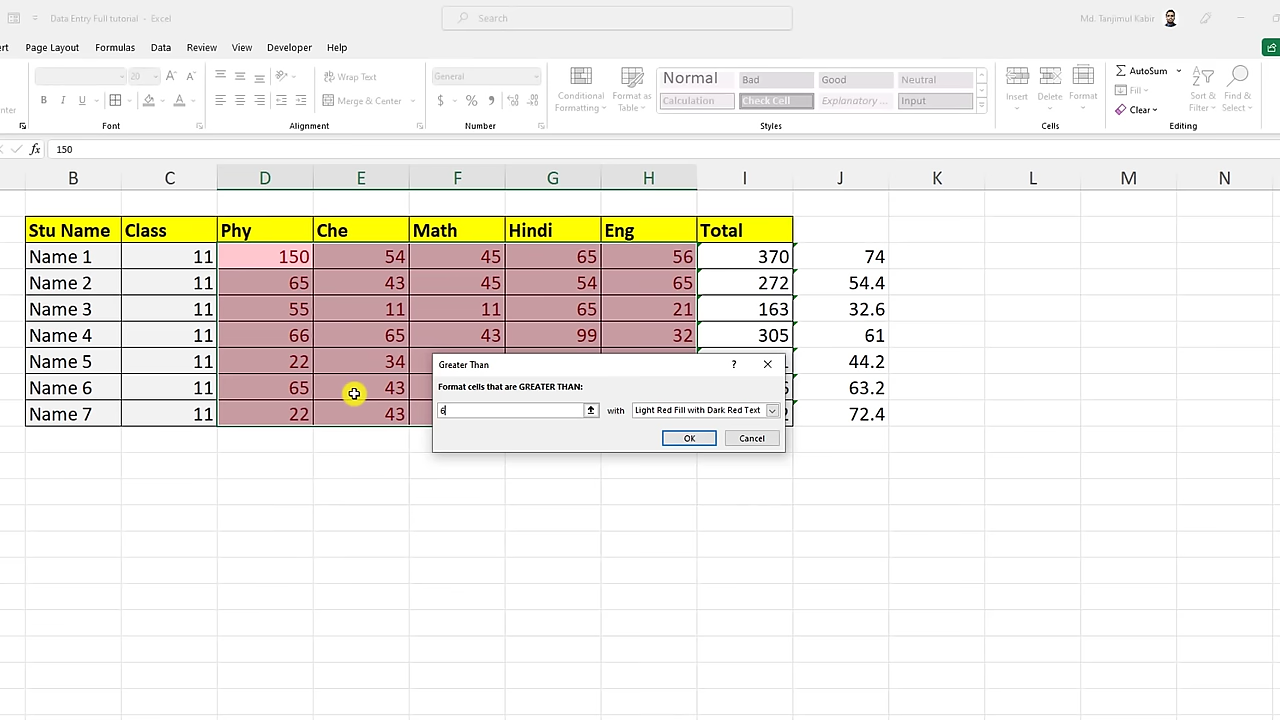 Data Entry Full tutonal - Excel
Search
Md. Tanjimul Kabir
Page Layout Formulas Data Review View Developer Help
20 A A Wrap Text General Conditional Formatting Format as Table Normal Bad Good Neutral Insert Delete Format AutoSum Sort & Filter Find & Select
B I U Merge & Center $ % Calculation Check Cell Explanatory ... Input Fill
Clear
Font Alignment Number Styles Cells Editing
fx 150
B C D E F G H I J K L M N
Stu Name Class Phy Che Math Hindi Eng Total
Name 1 11 150 54 45 65 56 370 74
Name 2 11 65 43 45 54 65 272 54.4
Name 3 11 55 11 11 65 21 163 32.6
Name 4 11 66 65 43 99 32 305 61
Name 5 11 22 34 44.2
Name 6 11 65 43 63.2
Name 7 11 22 43 72.4
Greater Than ?
Format cells that are GREATER THAN:
6 with Light Red Fill with Dark Red Text
OK Cancel